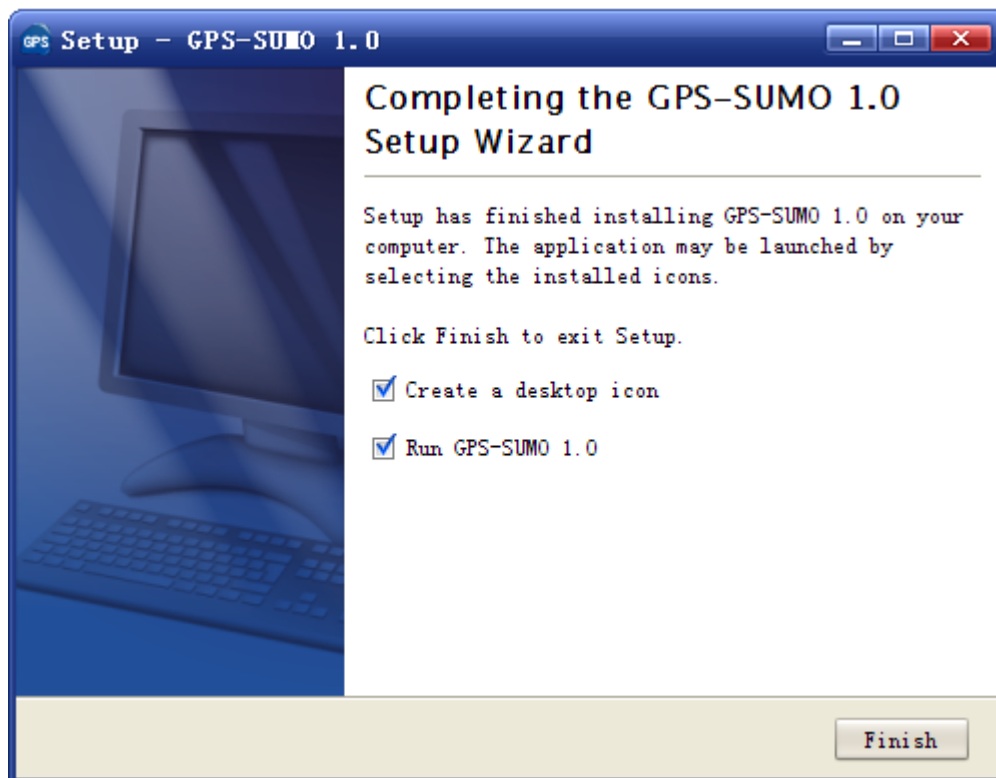 GPS Setup - GPS-SUMO 1.0
Completing the GPS-SUMO 1.0
Setup Wizard
Setup has finished installing GPS-SUMO 1.0 on your
computer. The application may be launched by
selecting the installed icons.
Click Finish to exit Setup.
Create a desktop icon
Run GPS-SUMO 1.0
Finish